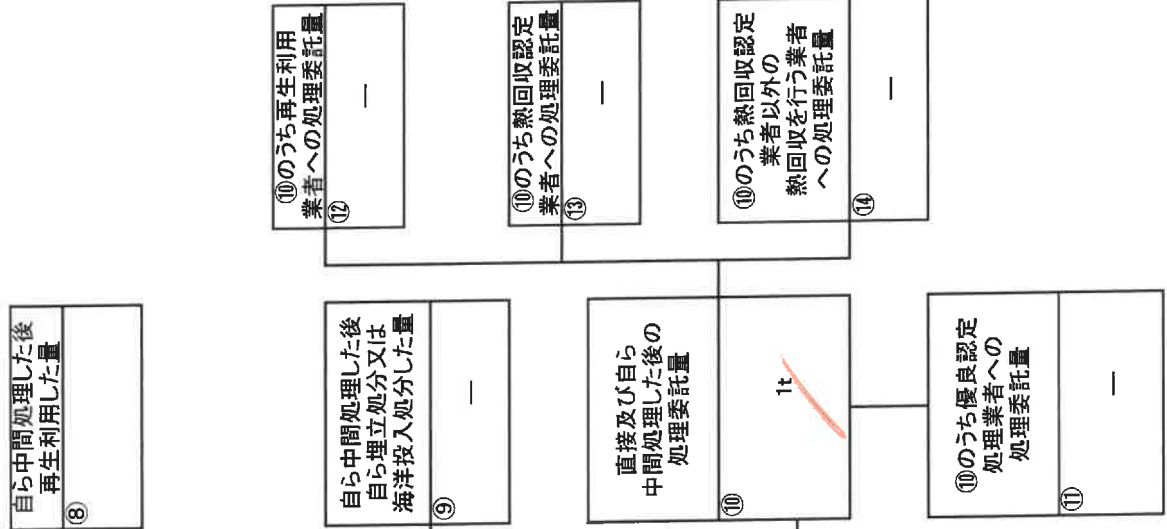 自ら中間処理した後
再生利用した量
⑧
自ら中間処理した後
自ら埋立処分又は
海洋投入処分した量
⑨
—
直接及び自ら
中間処理した後の
処理委託量
⑩
1t
⑩のうち優良認定
処理業者への
処理委託量
⑪
—
⑩のうち再生利用
業者への処理委託量
⑫
—
⑩のうち熱回収認定
業者への処理委託量
⑬
—
⑩のうち熱回収認定
業者以外の
熱回収を行う業者
への処理委託量
⑭
—